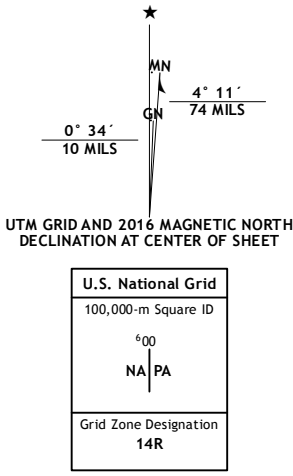 ★
MN
GN
4° 11´
74 MILS
0° 34´
10 MILS
UTM GRID AND 2016 MAGNETIC NORTH
DECLINATION AT CENTER OF SHEET
U.S. National Grid
100,000-m Square ID
⁶00
NA PA
Grid Zone Designation
14R